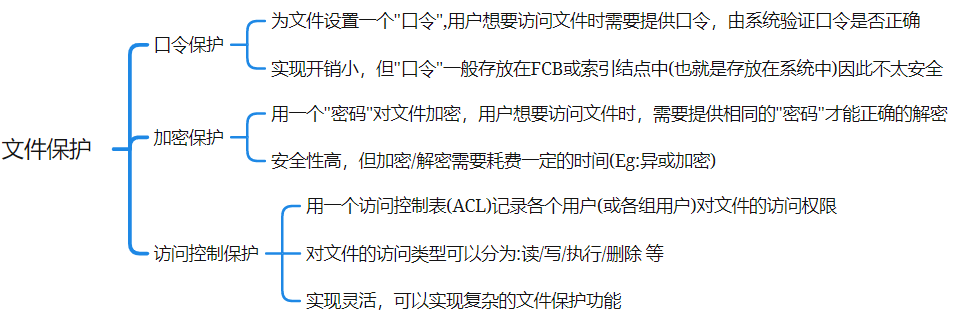 文件保护
口令保护
为文件设置一个"口令",用户想要访问文件时需要提供口令，由系统验证口令是否正确
实现开销小，但"口令"一般存放在FCB或索引结点中(也就是存放在系统中)因此不太安全
加密保护
用一个"密码"对文件加密，用户想要访问文件时，需要提供相同的"密码"才能正确的解密
安全性高，但加密/解密需要耗费一定的时间(Eg:异或加密)
访问控制保护
用一个访问控制表(ACL)记录各个用户(或各组用户)对文件的访问权限
对文件的访问类型可以分为:读/写/执行/删除 等
实现灵活，可以实现复杂的文件保护功能